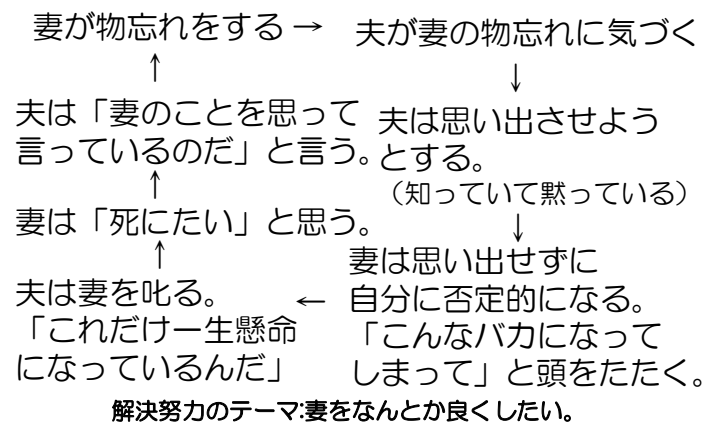 妻が物忘れをする →
夫が妻の物忘れに気づく
↓
夫は思い出させよう
とする。
(知っていて黙っている)
↓
妻は思い出せずに
自分に否定的になる。
「こんなバカになって
しまって」と頭をたたく。
←
夫は妻を叱る。
「これだけ一生懸命
になっているんだ」
↑
妻は「死にたい」と思う。
↑
夫は「妻のことを思って
言っているのだ」と言う。
↑
解決努力のテーマ:妻をなんとか良くしたい。